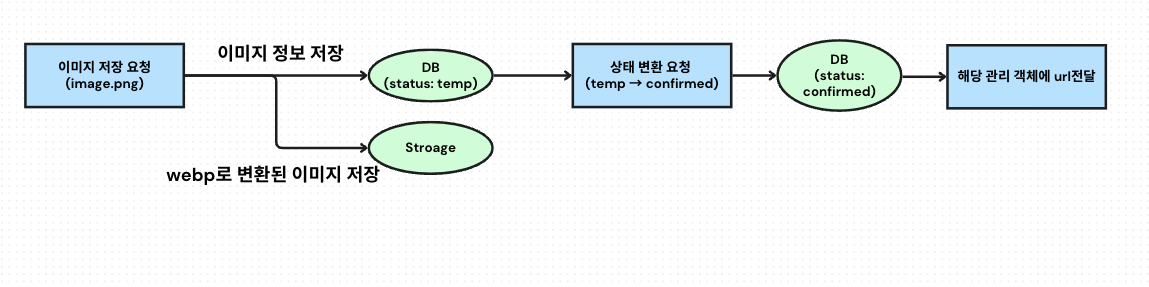 이미지 저장 요청
(image.png)
이미지 정보 저장
DB
(status: temp)
상태 변환 요청
(temp → confirmed)
DB
(status:
confirmed)
해당 관리 객체에 url전달
Stroage
webp로 변환된 이미지 저장